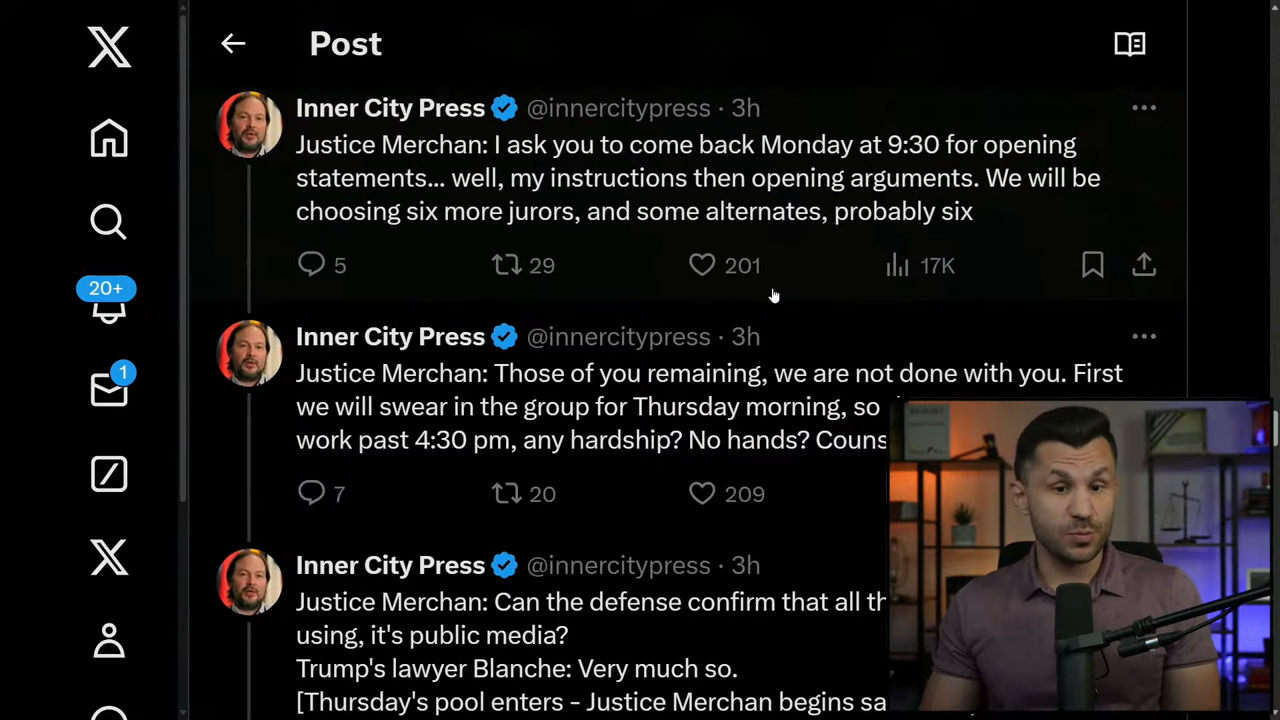 Post
Inner City Press @innercitypress · 3h
Justice Merchan: I ask you to come back Monday at 9:30 for opening
statements... well, my instructions then opening arguments. We will be
choosing six more jurors, and some alternates, probably six
5 29 201 17K
20+
Inner City Press @innercitypress · 3h
Justice Merchan: Those of you remaining, we are not done with you. First
we will swear in the group for Thursday morning, so
work past 4:30 pm, any hardship? No hands?
1
7 20 209
Inner City Press @innercitypress · 3h
Justice Merchan: Can the defense confirm that all
using, it's public media?
Trump's lawyer Blanche: Very much so.
[Thursday's pool enters - Justice Merchan begins